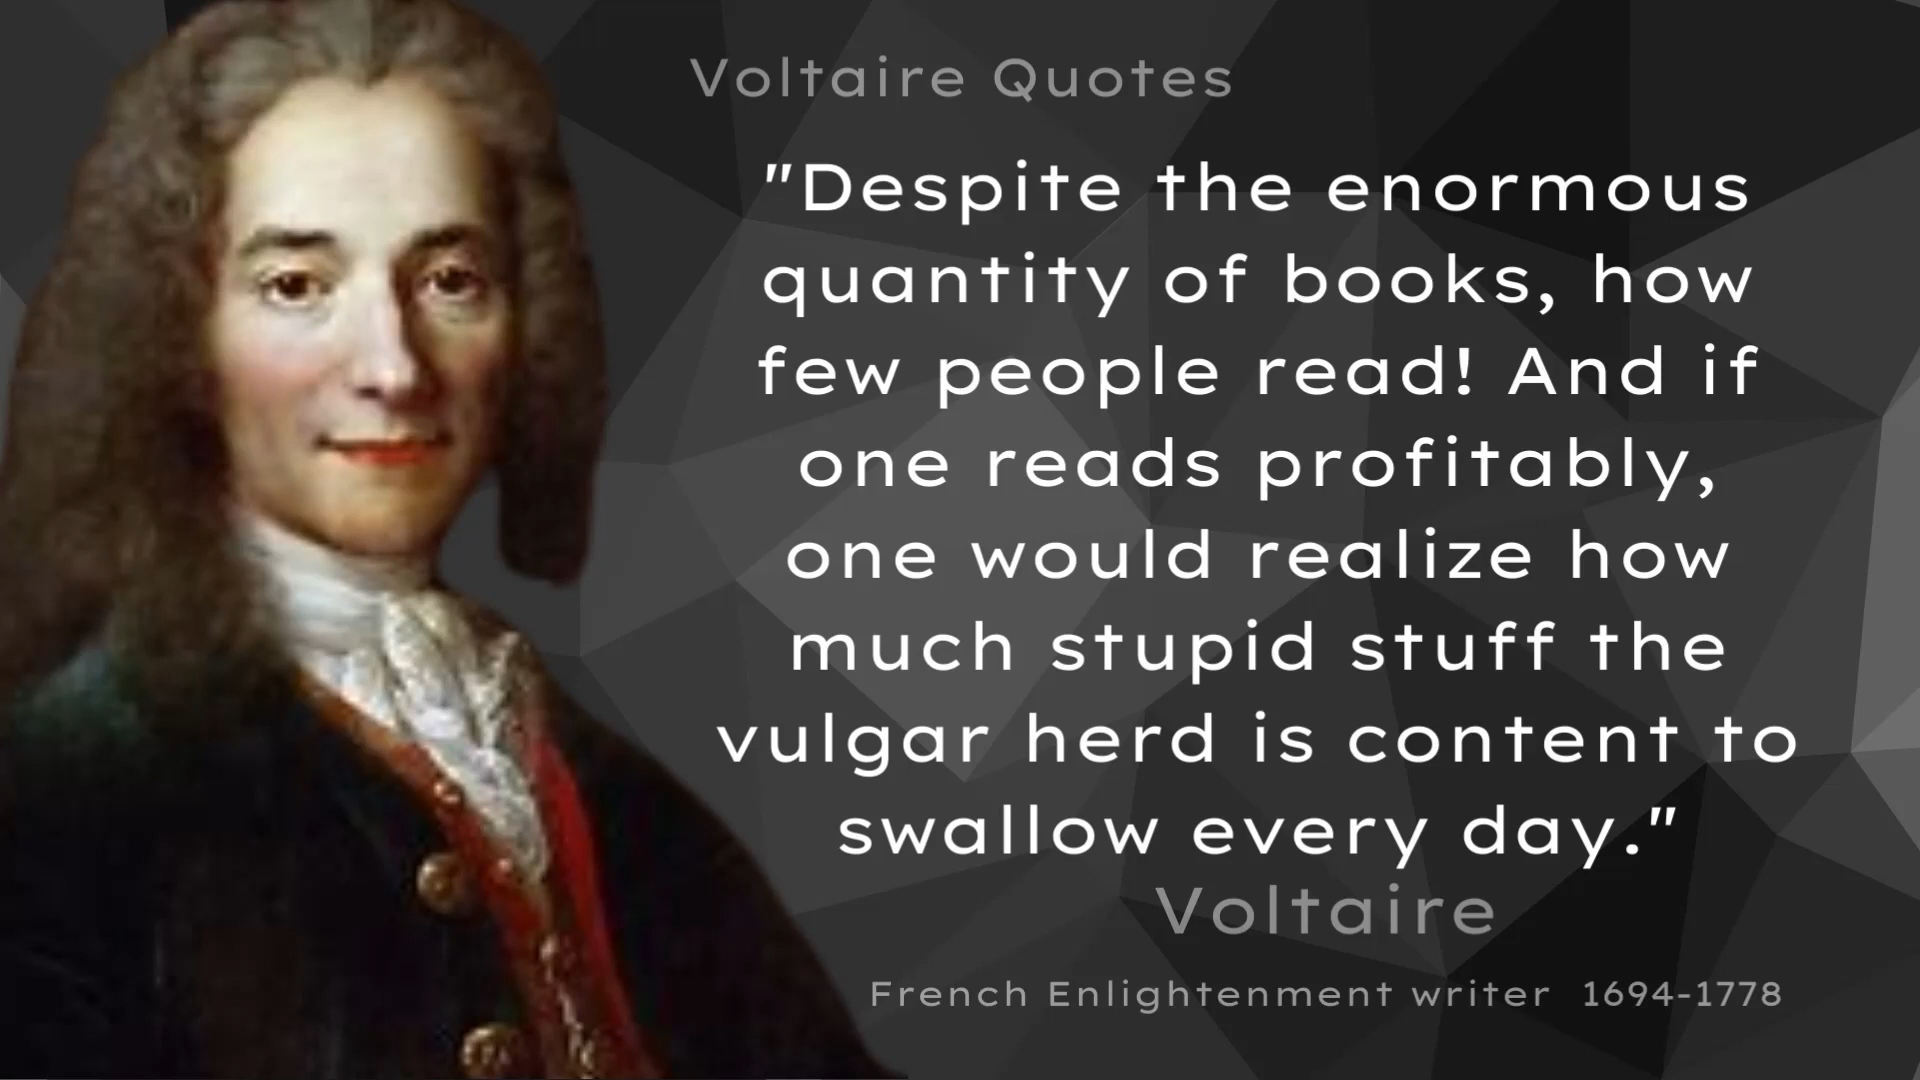 Voltaire Quotes
"Despite the enormous
quantity of books, how
few people read! And if
one reads profitably,
one would realize how
much stupid stuff the
vulgar herd is content to
swallow every day."
Voltaire
French Enlightenment writer 1694-1778